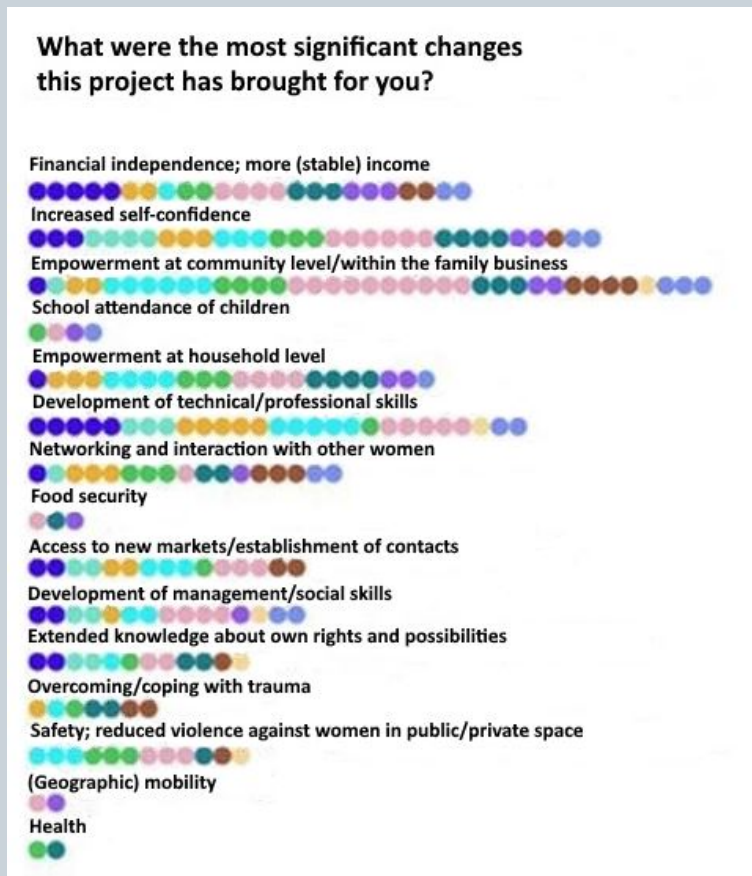 What were the most significant changes
this project has brought for you?
Financial independence; more (stable) income
Increased self-confidence
Empowerment at community level/within the family business
School attendance of children
Empowerment at household level
Development of technical/professional skills
Networking and interaction with other women
Food security
Access to new markets/establishment of contacts
Development of management/social skills
Extended knowledge about own rights and possibilities
Overcoming/coping with trauma
Safety; reduced violence against women in public/private space
(Geographic) mobility
Health